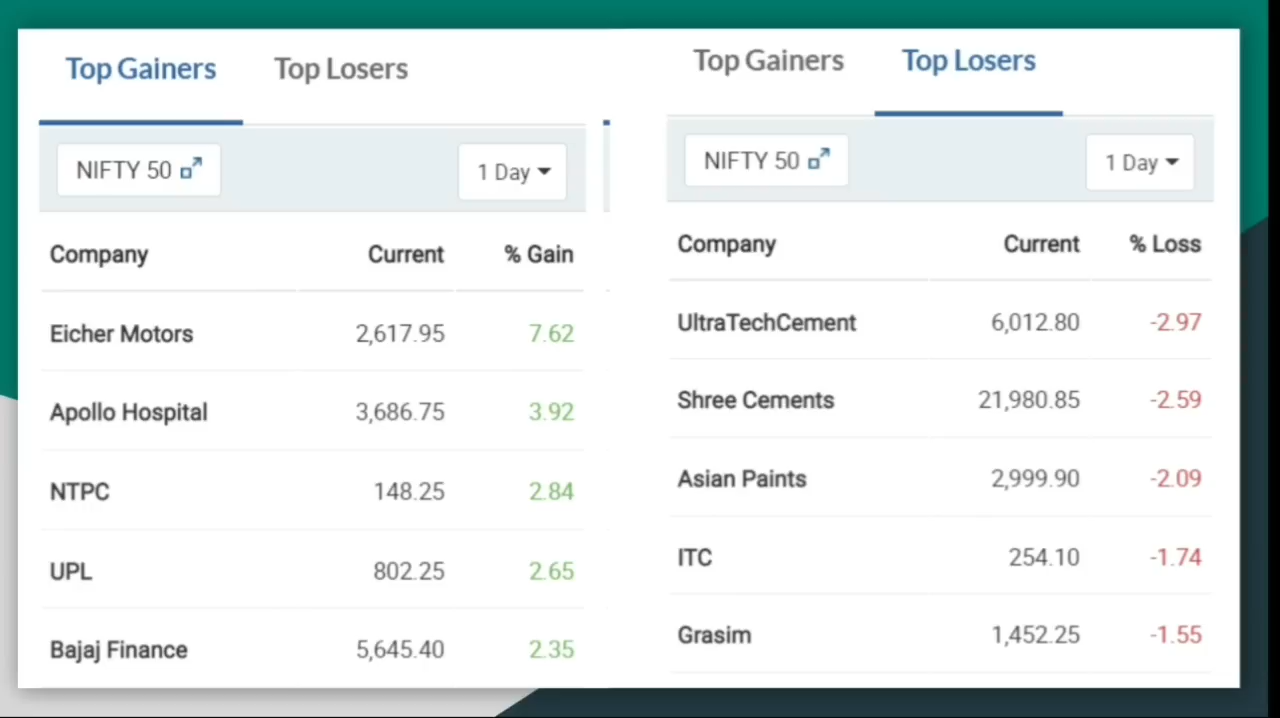 Top Gainers Top Losers
NIFTY 50 1 Day
Company Current % Gain
Eicher Motors 2,617.95 7.62
Apollo Hospital 3,686.75 3.92
NTPC 148.25 2.84
UPL 802.25 2.65
Bajaj Finance 5,645.40 2.35
Top Gainers Top Losers
NIFTY 50 1 Day
Company Current % Loss
UltraTechCement 6,012.80 -2.97
Shree Cements 21,980.85 -2.59
Asian Paints 2,999.90 -2.09
ITC 254.10 -1.74
Grasim 1,452.25 -1.55